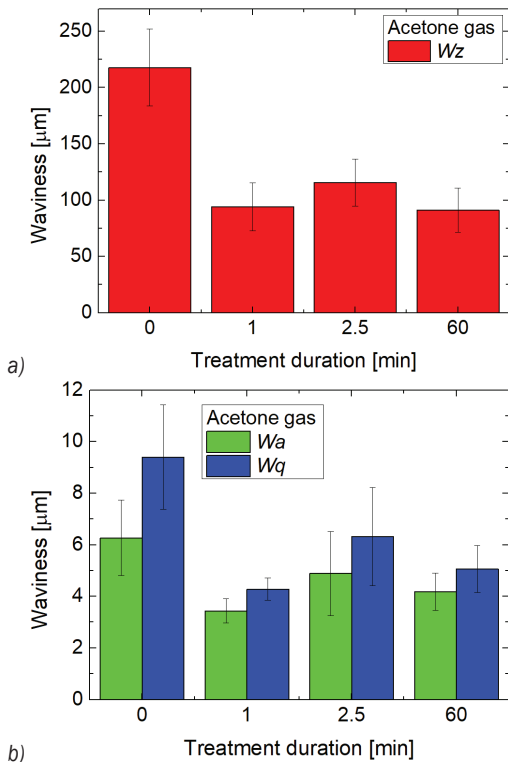 Acetone gas
Wz
Waviness [µm]
250
200
150
100
50
0
0 1 2.5 60
Treatment duration [min]
a)
Acetone gas
Wa
Wq
Waviness [µm]
12
10
8
6
4
2
0
0 1 2.5 60
Treatment duration [min]
b)